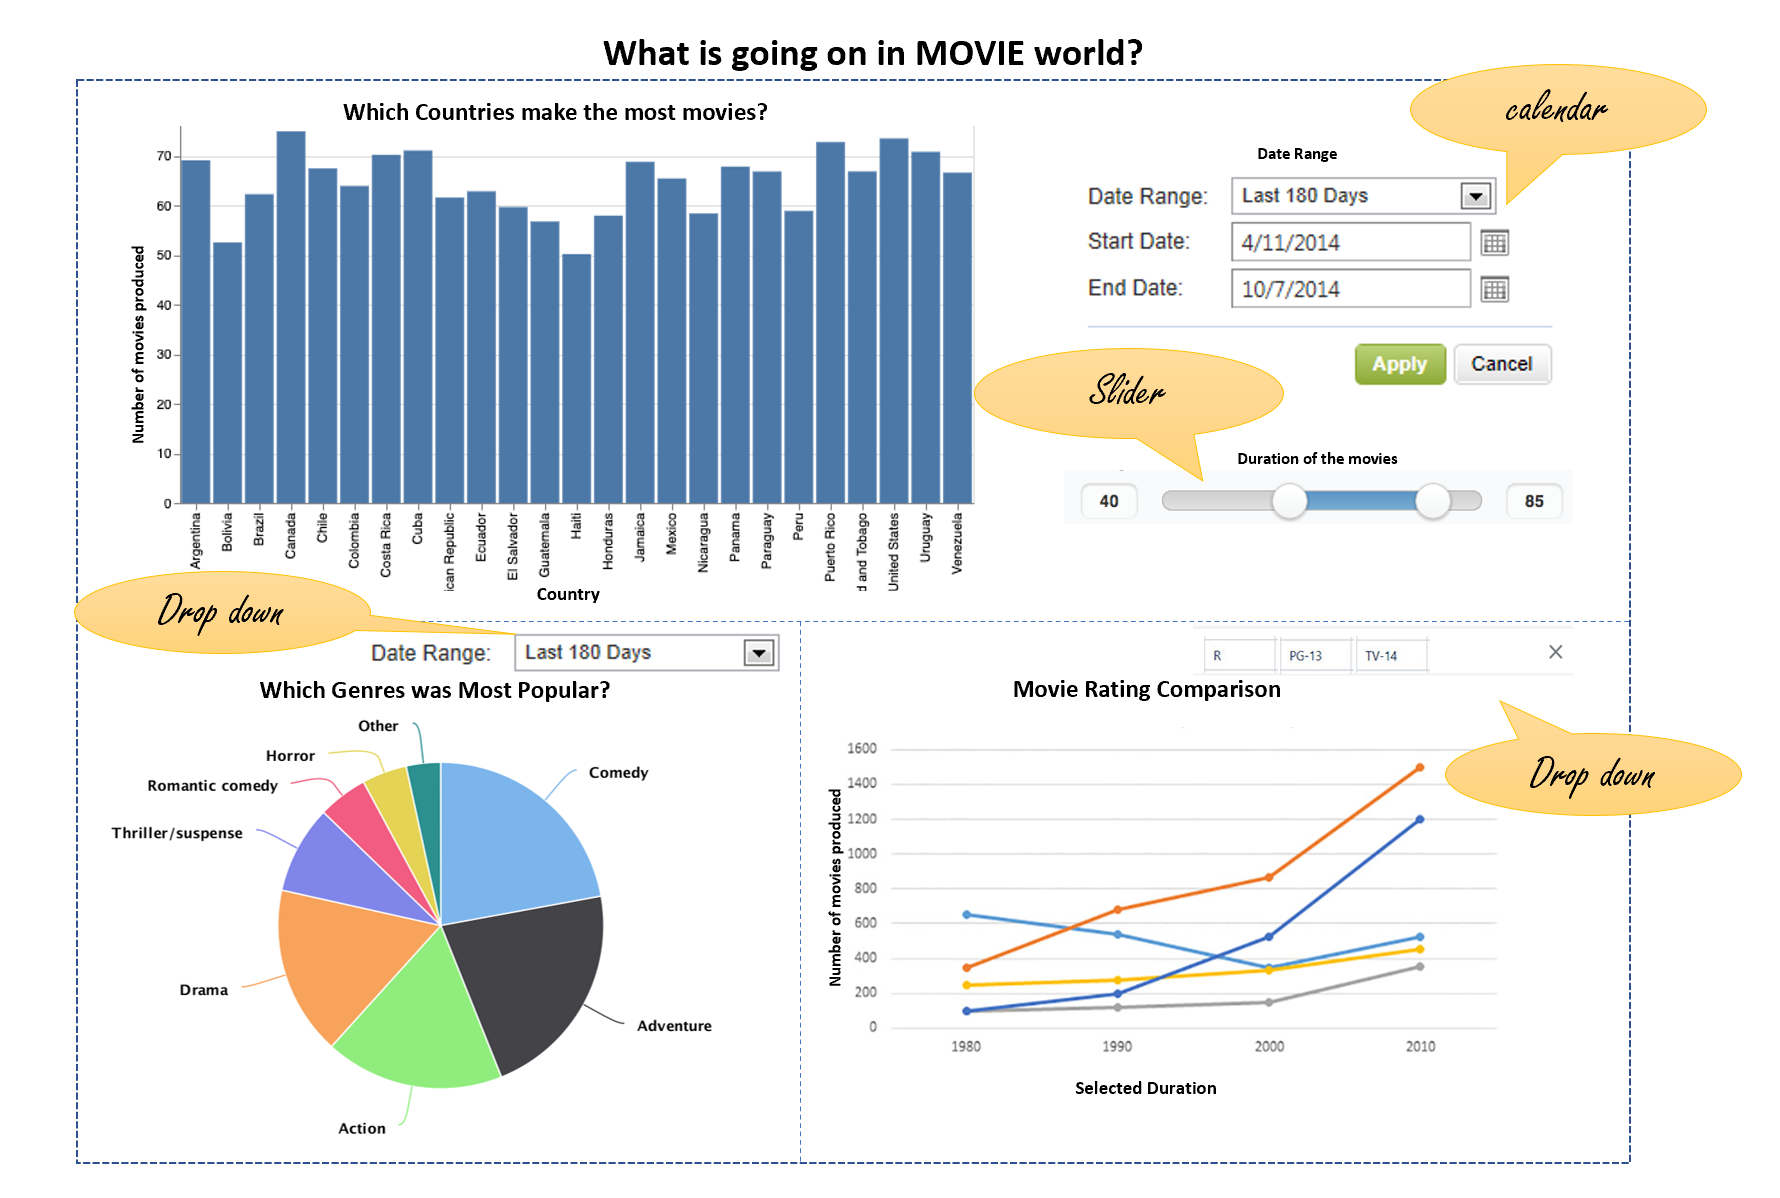 What is going on in MOVIE world?
calendar
Which Countries make the most movies?
Number of movies produced
70
60
50
40
30
20
10
0
Argentina
Bolivia
Brazil
Canada
Chile
Colombia
Costa Rica
Cuba
ican Republic
Ecuador
El Salvador
Guatemala
Haiti
Honduras
Jamaica
Mexico
Nicaragua
Panama
Paraguay
Peru
Puerto Rico
d and Tobago
United States
Uruguay
Venezuela
Country
Date Range
Date Range: Last 180 Days
Start Date: 4/11/2014
End Date: 10/7/2014
Apply Cancel
Slider
Duration of the movies
40 85
Drop down
Date Range: Last 180 Days
Which Genres was Most Popular?
Other
Horror
Romantic comedy
Thriller/suspense
Drama
Action
Adventure
Comedy
R PG-13 TV-14
Movie Rating Comparison
Drop down
Number of movies produced
1600
1400
1200
1000
800
600
400
200
0
1980 1990 2000 2010
Selected Duration